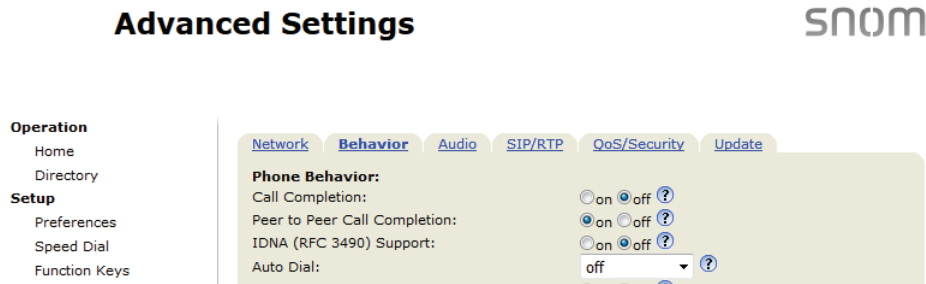 Advanced Settings
snom
Operation
Home
Directory
Setup
Preferences
Speed Dial
Function Keys
Network Behavior Audio SIP/RTP QoS/Security Update
Phone Behavior:
Call Completion: on off ?
Peer to Peer Call Completion: on off ?
IDNA (RFC 3490) Support: on off ?
Auto Dial: off ?